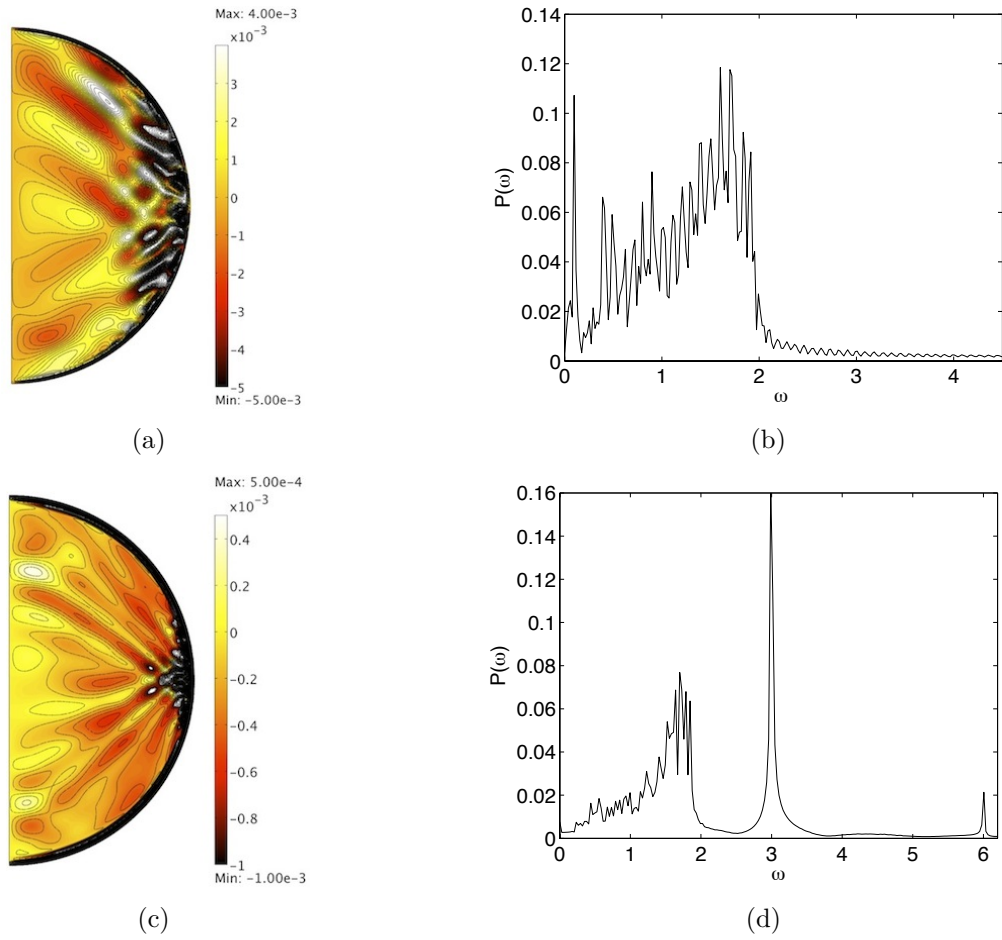 Max: 4.00e-3
x10⁻³
3
2
1
0
-1
-2
-3
-4
-5
Min: -5.00e-3
(a)
0.14
0.12
0.1
0.08
0.06
0.04
0.02
0
P(ω)
0 1 2 3 4
ω
(b)
Max: 5.00e-4
x10⁻³
0.4
0.2
0
-0.2
-0.4
-0.6
-0.8
-1
Min: -1.00e-3
(c)
0.16
0.14
0.12
0.1
0.08
0.06
0.04
0.02
0
P(ω)
0 1 2 3 4 5 6
ω
(d)